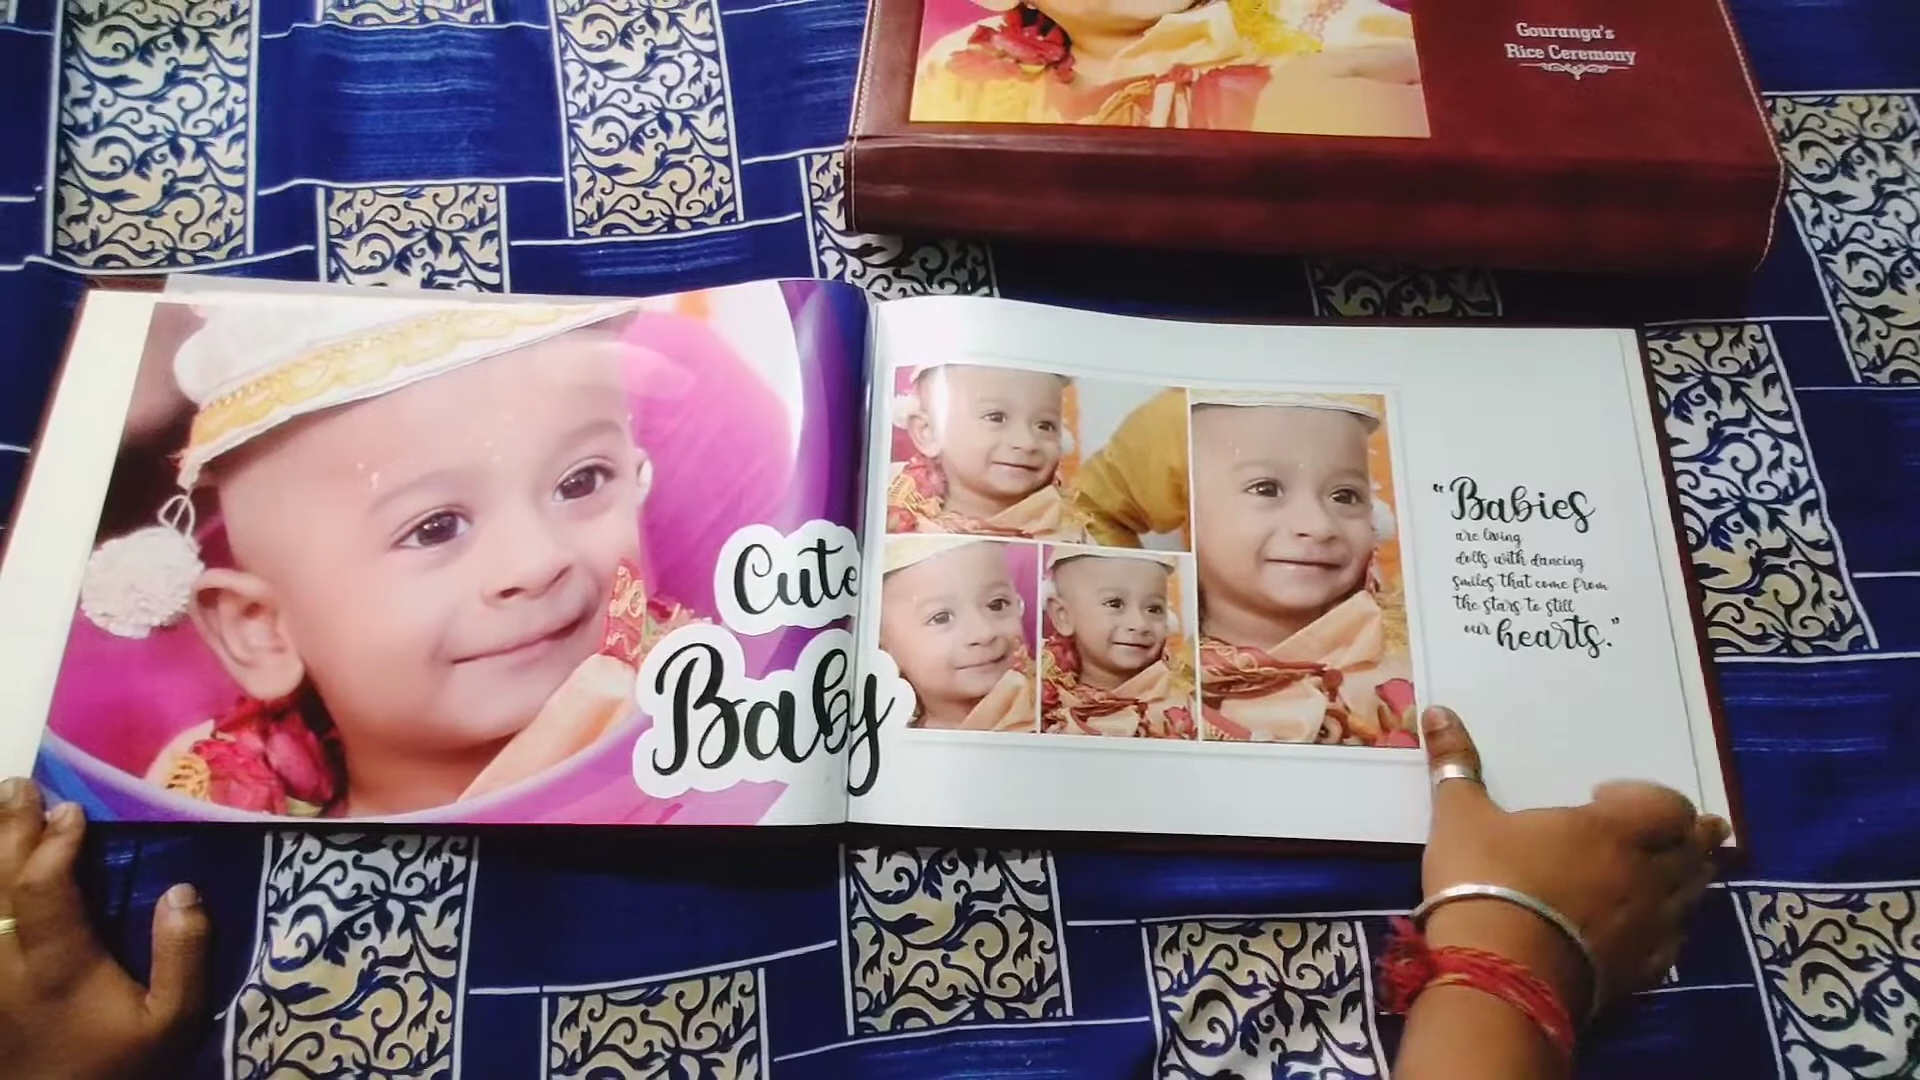 Gouranga's
Rice Ceremony
Cute
Baby
"Babies
are living
dolls with dancing
smiles that come from
the stars to still
our hearts."